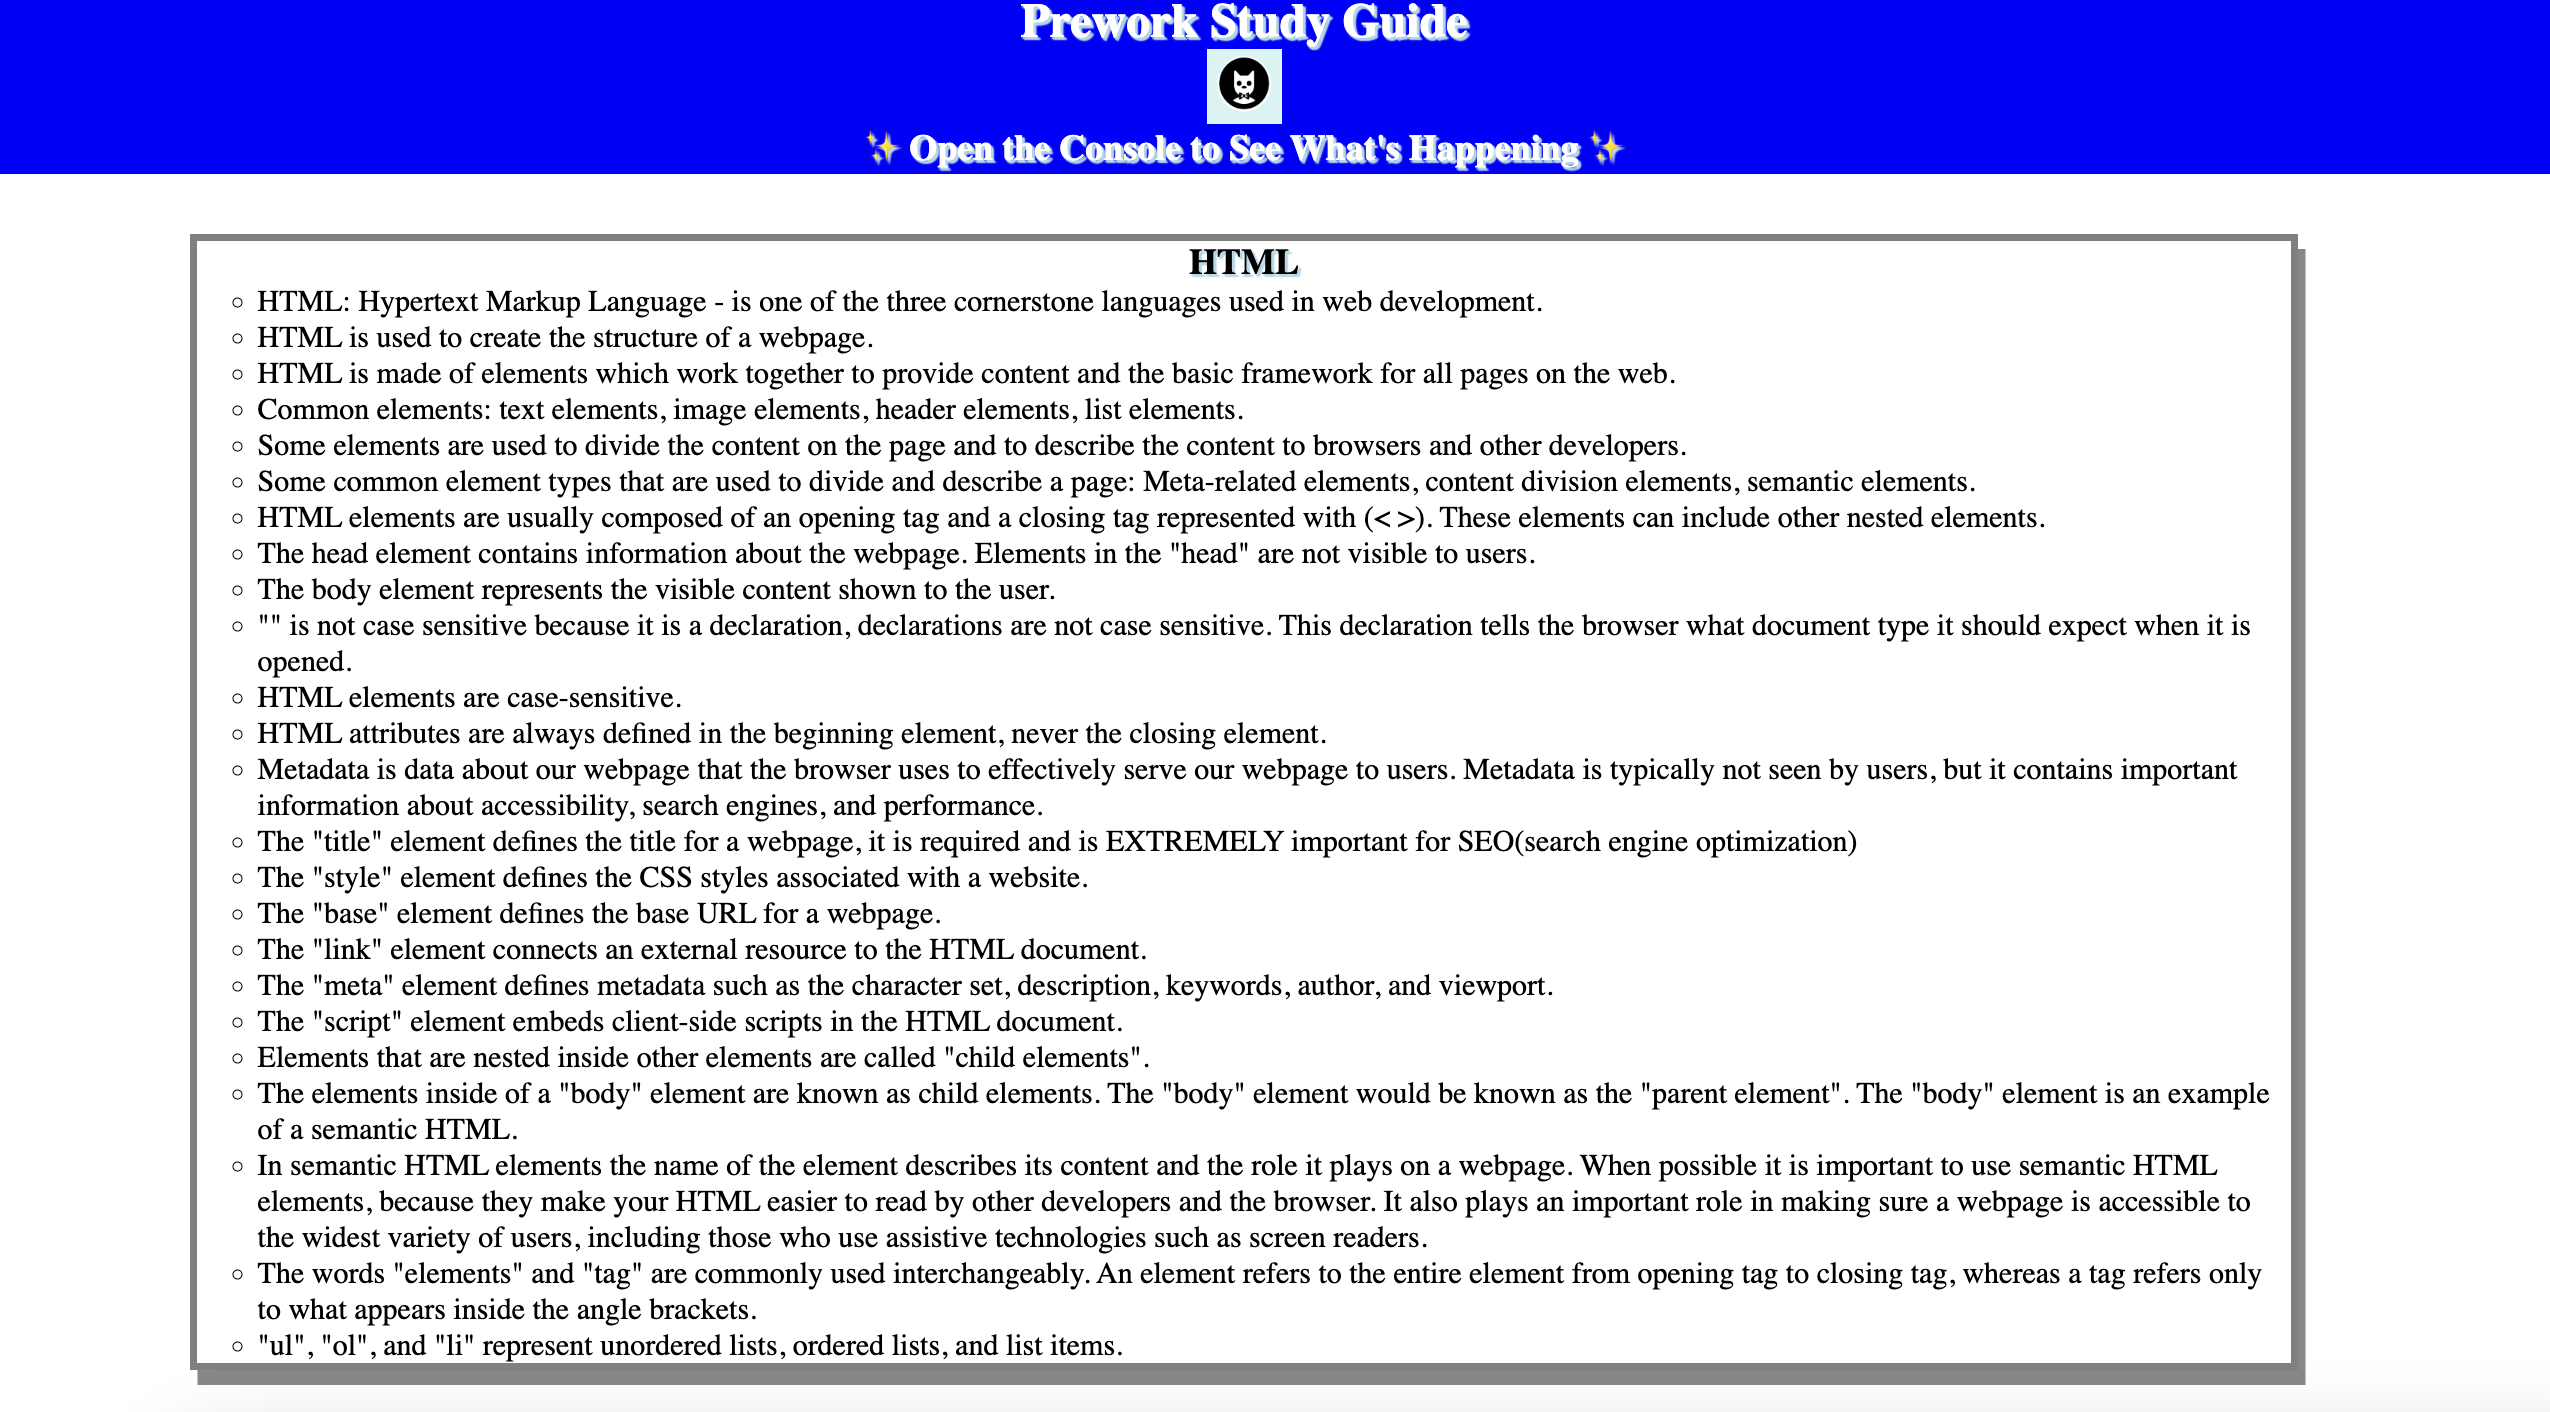 Prework Study Guide
✨ Open the Console to See What's Happening ✨
HTML
HTML: Hypertext Markup Language - is one of the three cornerstone languages used in web development.
HTML is used to create the structure of a webpage.
HTML is made of elements which work together to provide content and the basic framework for all pages on the web.
Common elements: text elements, image elements, header elements, list elements.
Some elements are used to divide the content on the page and to describe the content to browsers and other developers.
Some common element types that are used to divide and describe a page: Meta-related elements, content division elements, semantic elements.
HTML elements are usually composed of an opening tag and a closing tag represented with (< >). These elements can include other nested elements.
The head element contains information about the webpage. Elements in the "head" are not visible to users.
The body element represents the visible content shown to the user.
"" is not case sensitive because it is a declaration, declarations are not case sensitive. This declaration tells the browser what document type it should expect when it is
opened.
HTML elements are case-sensitive.
HTML attributes are always defined in the beginning element, never the closing element.
Metadata is data about our webpage that the browser uses to effectively serve our webpage to users. Metadata is typically not seen by users, but it contains important
information about accessibility, search engines, and performance.
The "title" element defines the title for a webpage, it is required and is EXTREMELY important for SEO(search engine optimization)
The "style" element defines the CSS styles associated with a website.
The "base" element defines the base URL for a webpage.
The "link" element connects an external resource to the HTML document.
The "meta" element defines metadata such as the character set, description, keywords, author, and viewport.
The "script" element embeds client-side scripts in the HTML document.
Elements that are nested inside other elements are called "child elements".
The elements inside of a "body" element are known as child elements. The "body" element would be known as the "parent element". The "body" element is an example
of a semantic HTML.
In semantic HTML elements the name of the element describes its content and the role it plays on a webpage. When possible it is important to use semantic HTML
elements, because they make your HTML easier to read by other developers and the browser. It also plays an important role in making sure a webpage is accessible to
the widest variety of users, including those who use assistive technologies such as screen readers.
The words "elements" and "tag" are commonly used interchangeably. An element refers to the entire element from opening tag to closing tag, whereas a tag refers only
to what appears inside the angle brackets.
"ul", "ol", and "li" represent unordered lists, ordered lists, and list items.